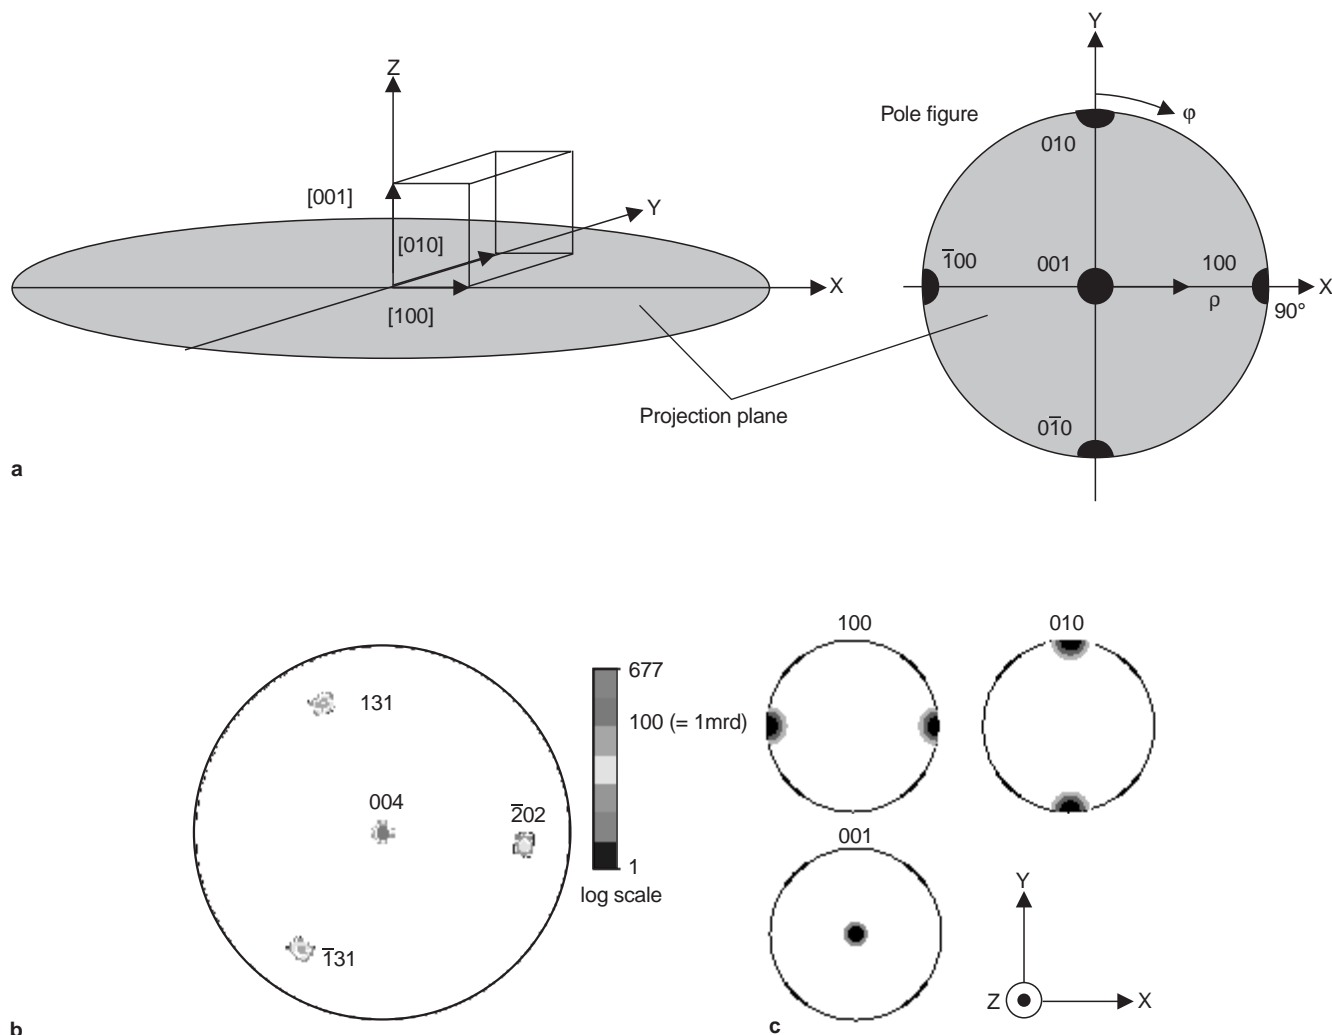 Z
[001]
Y
[010]
X
[100]
Projection plane
a
Pole figure
Y
φ
010
1̅00
001
100
X
ρ
90°
01̅0
131
004
2̅02
1̅31
677
100 (= 1mrd)
1
log scale
b
100
010
001
Y
Z
X
c